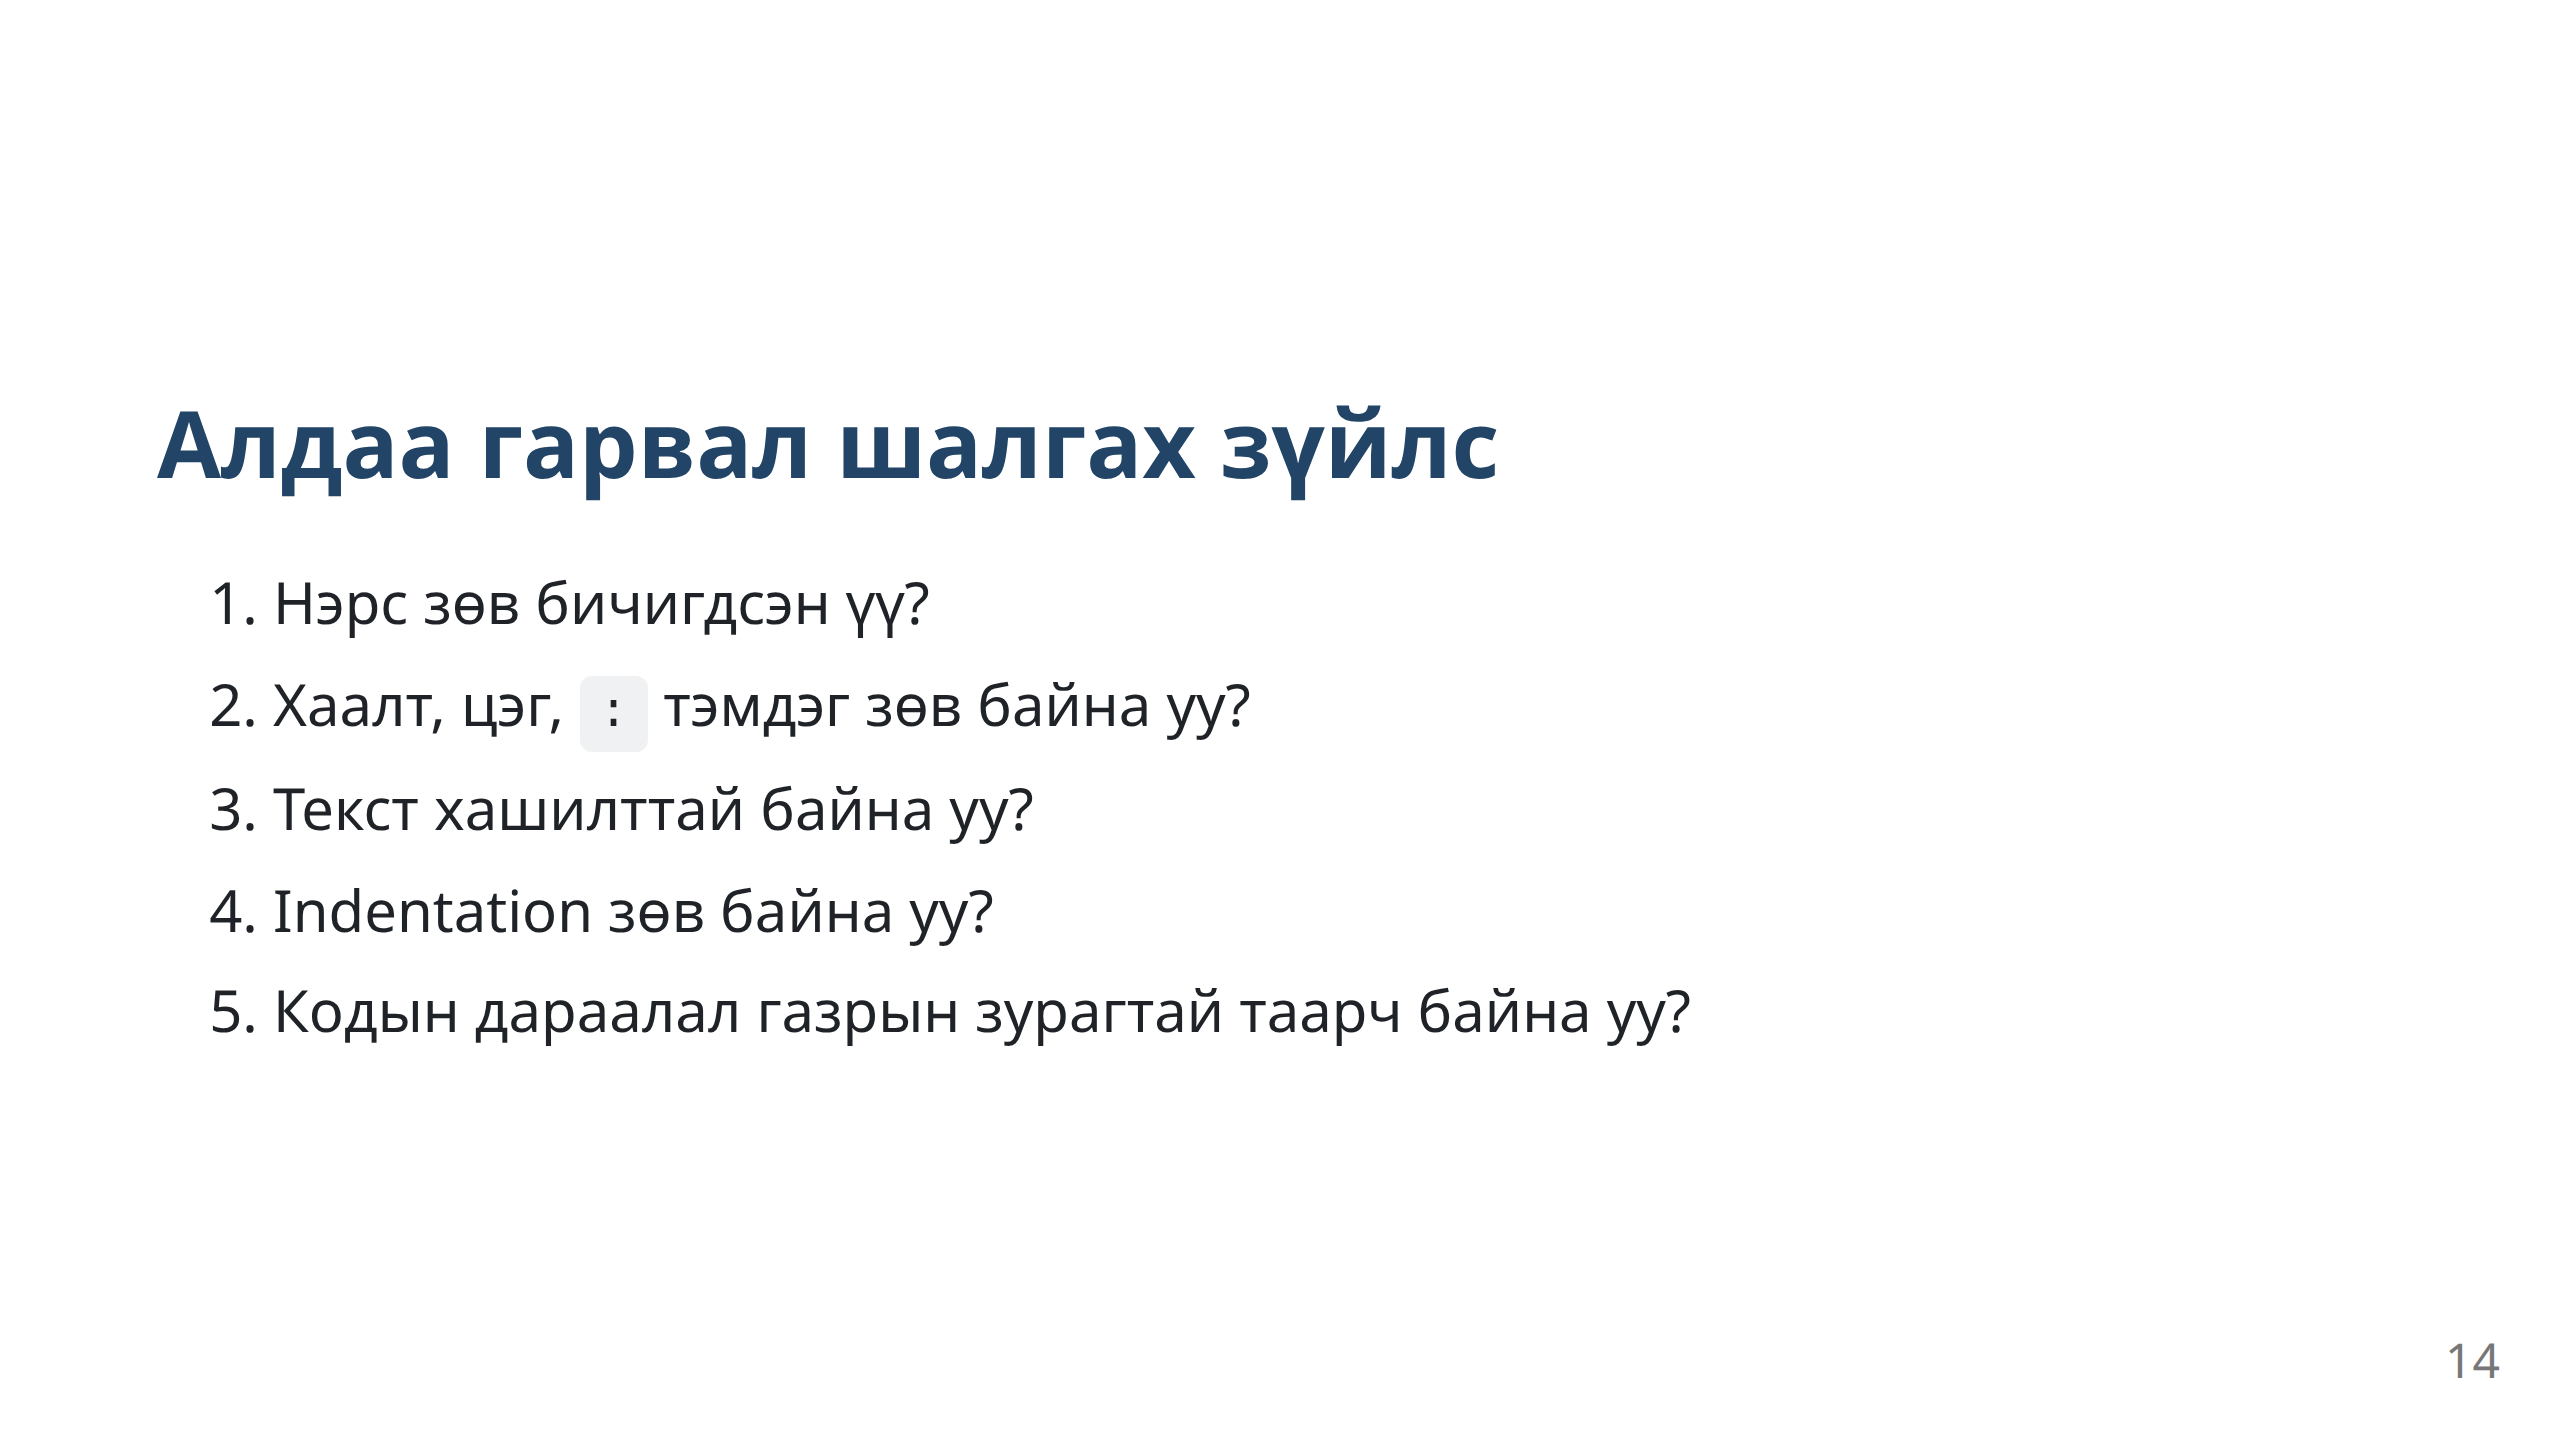 Алдаа гарвал шалгах зүйлс
1. Нэрс зөв бичигдсэн үү?
2. Хаалт, цэг, : тэмдэг зөв байна уу?
3. Текст хашилттай байна уу?
4. Indentation зөв байна уу?
5. Кодын дараалал газрын зурагтай таарч байна уу?
14